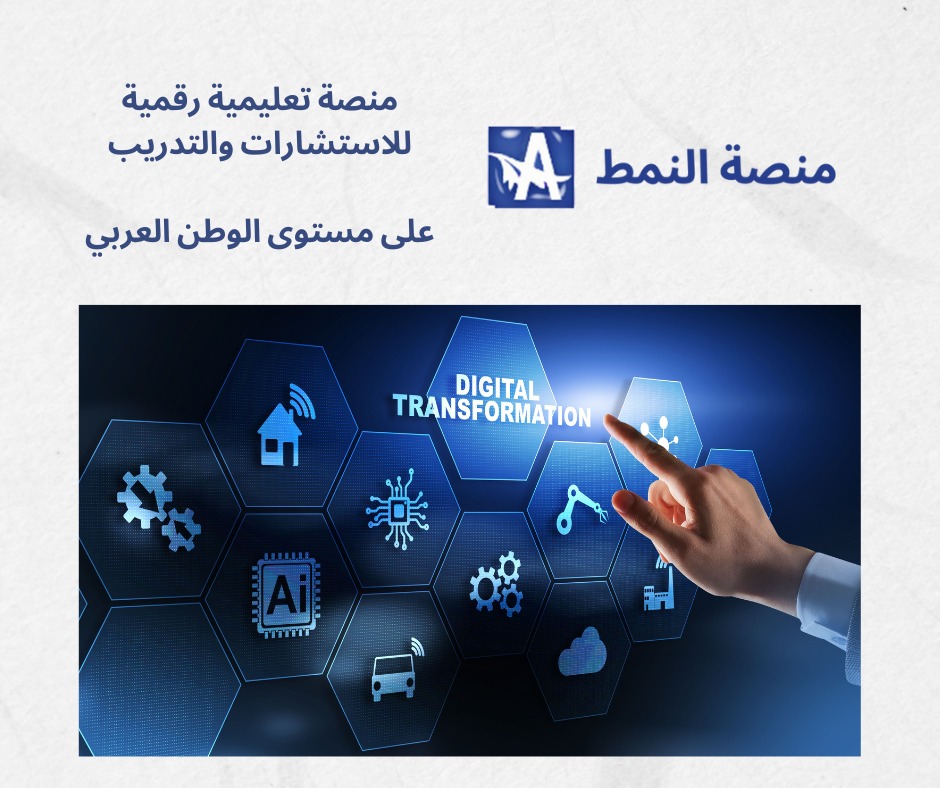 منصة النمط
A
منصة تعليمية رقمية
للاستشارات والتدريب
على مستوى الوطن العربي
DIGITAL
TRANSFORMATION
Ai